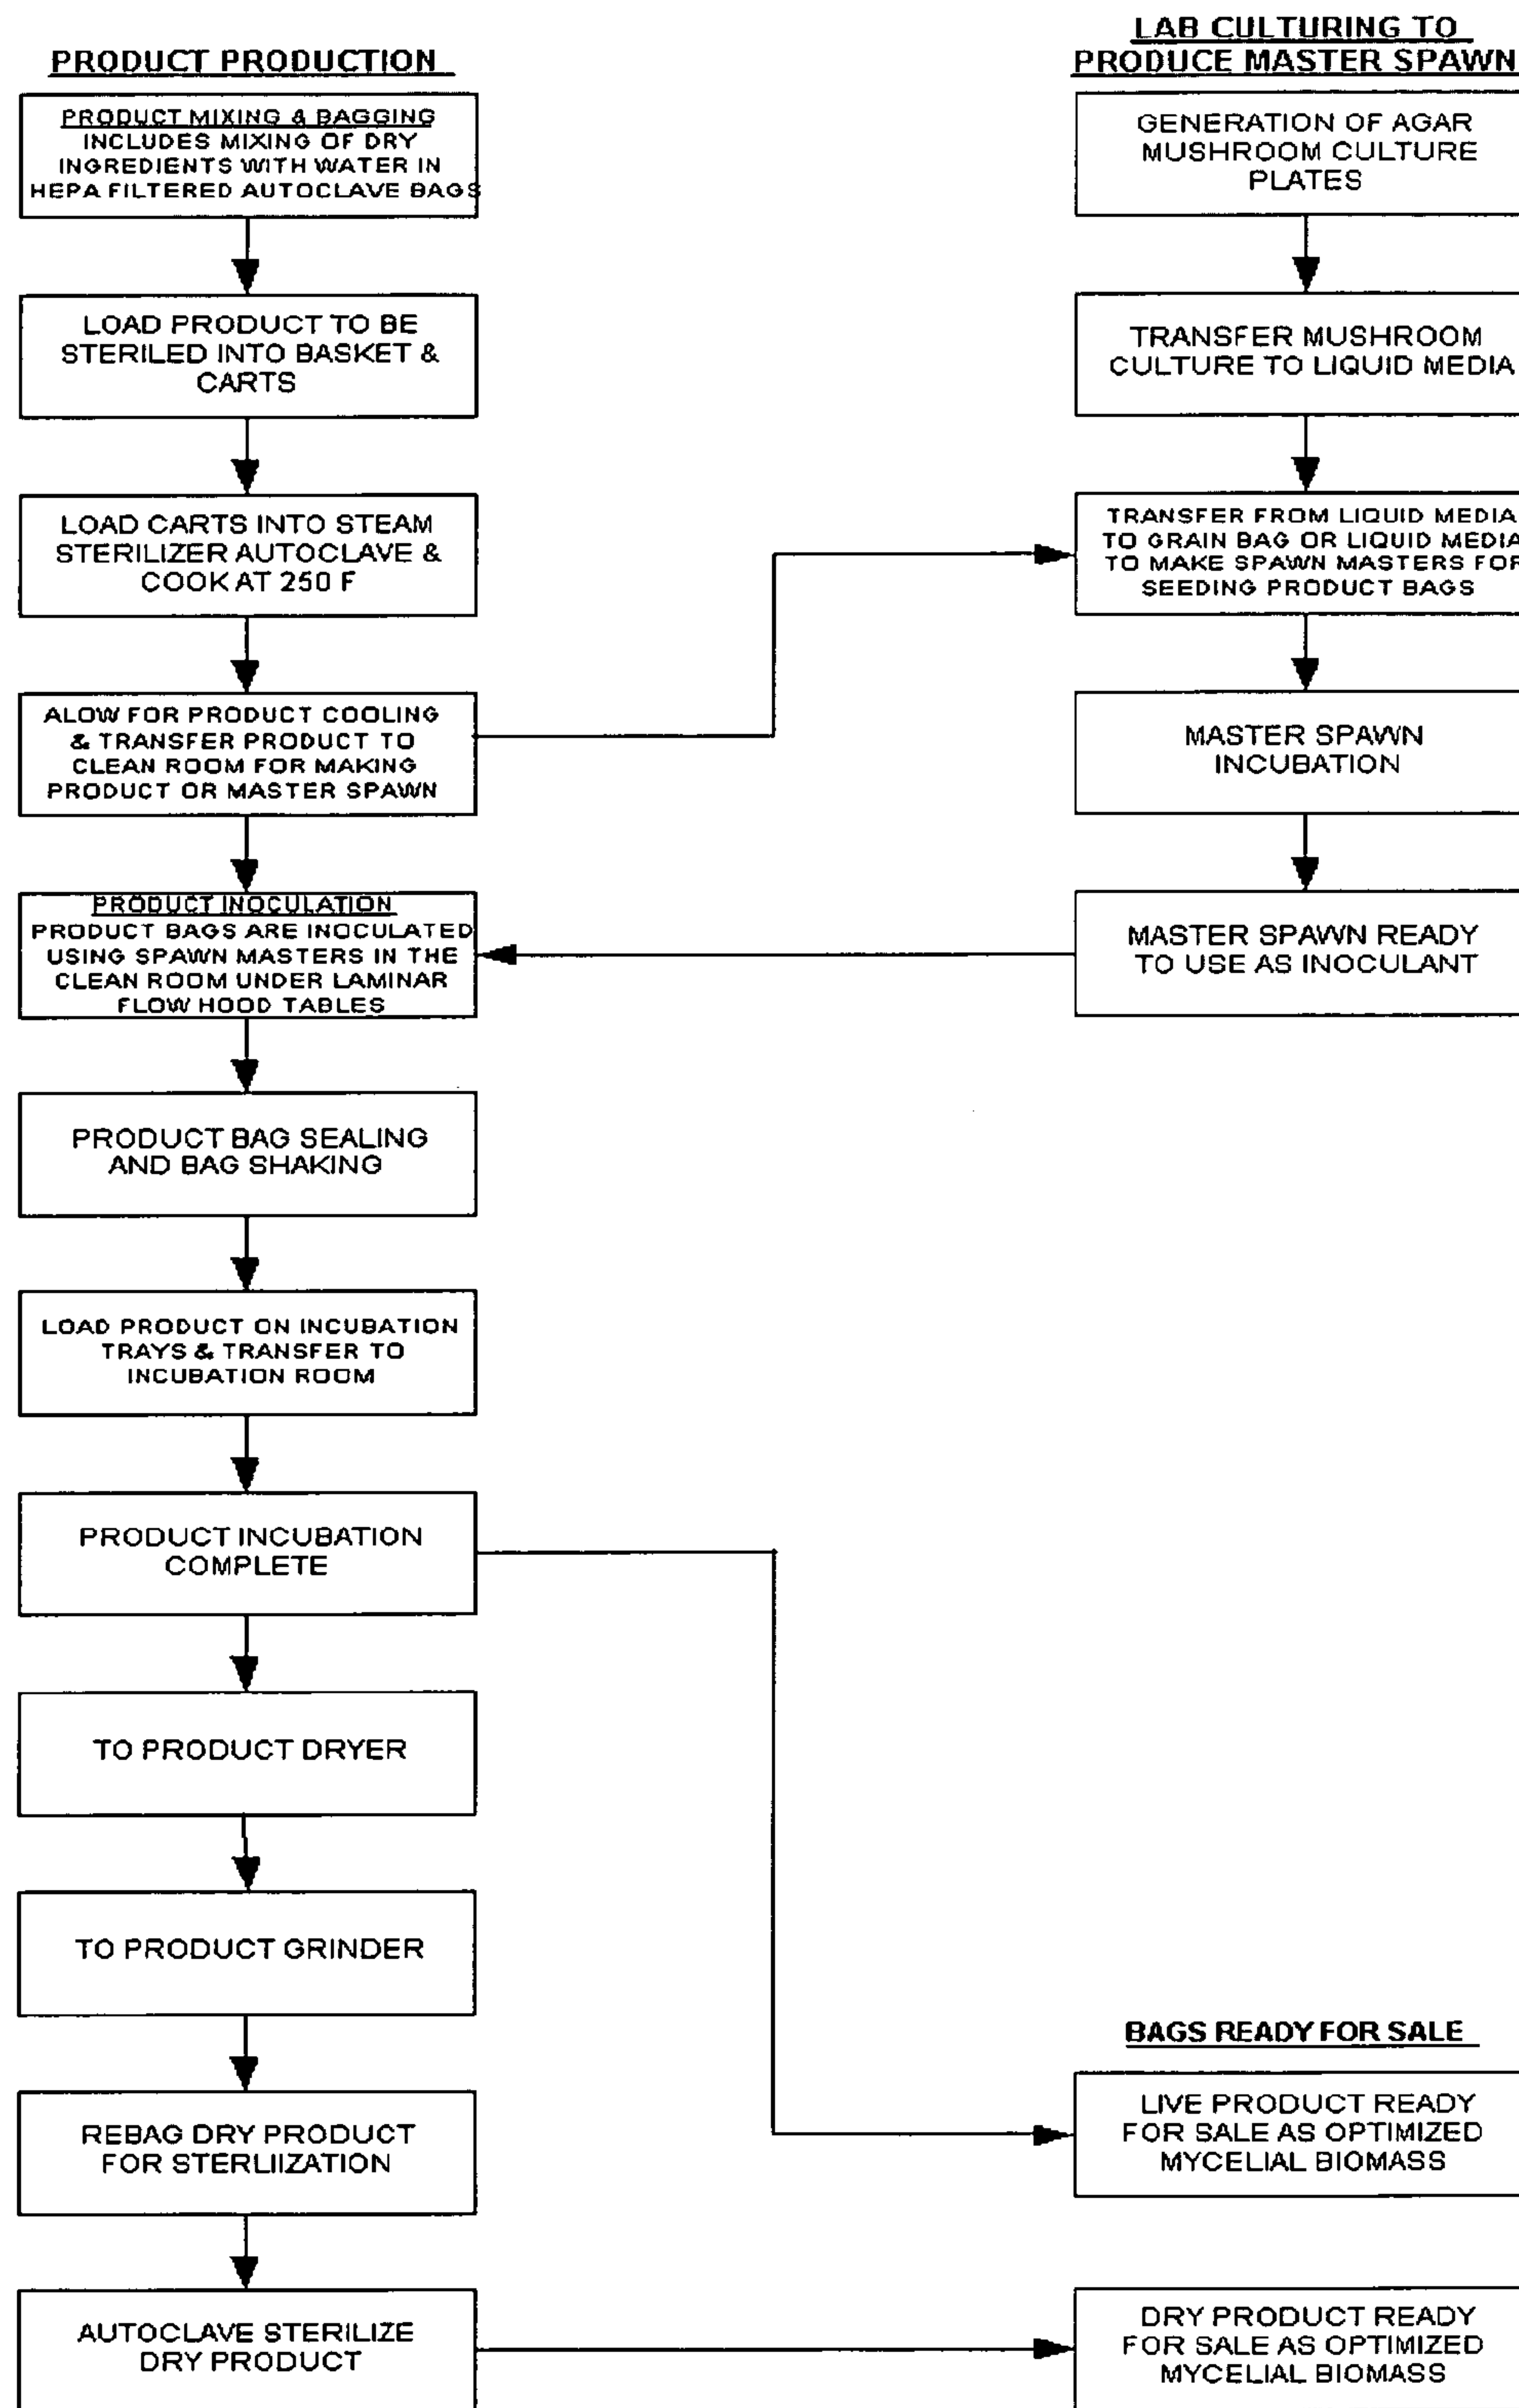 PRODUCT PRODUCTION
PRODUCT MIXING & BAGGING
INCLUDES MIXING OF DRY
INGREDIENTS WITH WATER IN
HEPA FILTERED AUTOCLAVE BAGS
LOAD PRODUCT TO BE
STERILED INTO BASKET &
CARTS
LOAD CARTS INTO STEAM
STERILIZER AUTOCLAVE &
COOK AT 250 F
ALOW FOR PRODUCT COOLING
& TRANSFER PRODUCT TO
CLEAN ROOM FOR MAKING
PRODUCT OR MASTER SPAWN
PRODUCT INOCULATION
PRODUCT BAGS ARE INOCULATED
USING SPAWN MASTERS IN THE
CLEAN ROOM UNDER LAMINAR
FLOW HOOD TABLES
PRODUCT BAG SEALING
AND BAG SHAKING
LOAD PRODUCT ON INCUBATION
TRAYS & TRANSFER TO
INCUBATION ROOM
PRODUCT INCUBATION
COMPLETE
TO PRODUCT DRYER
TO PRODUCT GRINDER
REBAG DRY PRODUCT
FOR STERLIIZATION
AUTOCLAVE STERILIZE
DRY PRODUCT
LAB CULTURING TO
PRODUCE MASTER SPAWN
GENERATION OF AGAR
MUSHROOM CULTURE
PLATES
TRANSFER MUSHROOM
CULTURE TO LIQUID MEDIA
TRANSFER FROM LIQUID MEDIA
TO GRAIN BAG OR LIQUID MEDIA
TO MAKE SPAWN MASTERS FOR
SEEDING PRODUCT BAGS
MASTER SPAWN
INCUBATION
MASTER SPAWN READY
TO USE AS INOCULANT
BAGS READY FOR SALE
LIVE PRODUCT READY
FOR SALE AS OPTIMIZED
MYCELIAL BIOMASS
DRY PRODUCT READY
FOR SALE AS OPTIMIZED
MYCELIAL BIOMASS